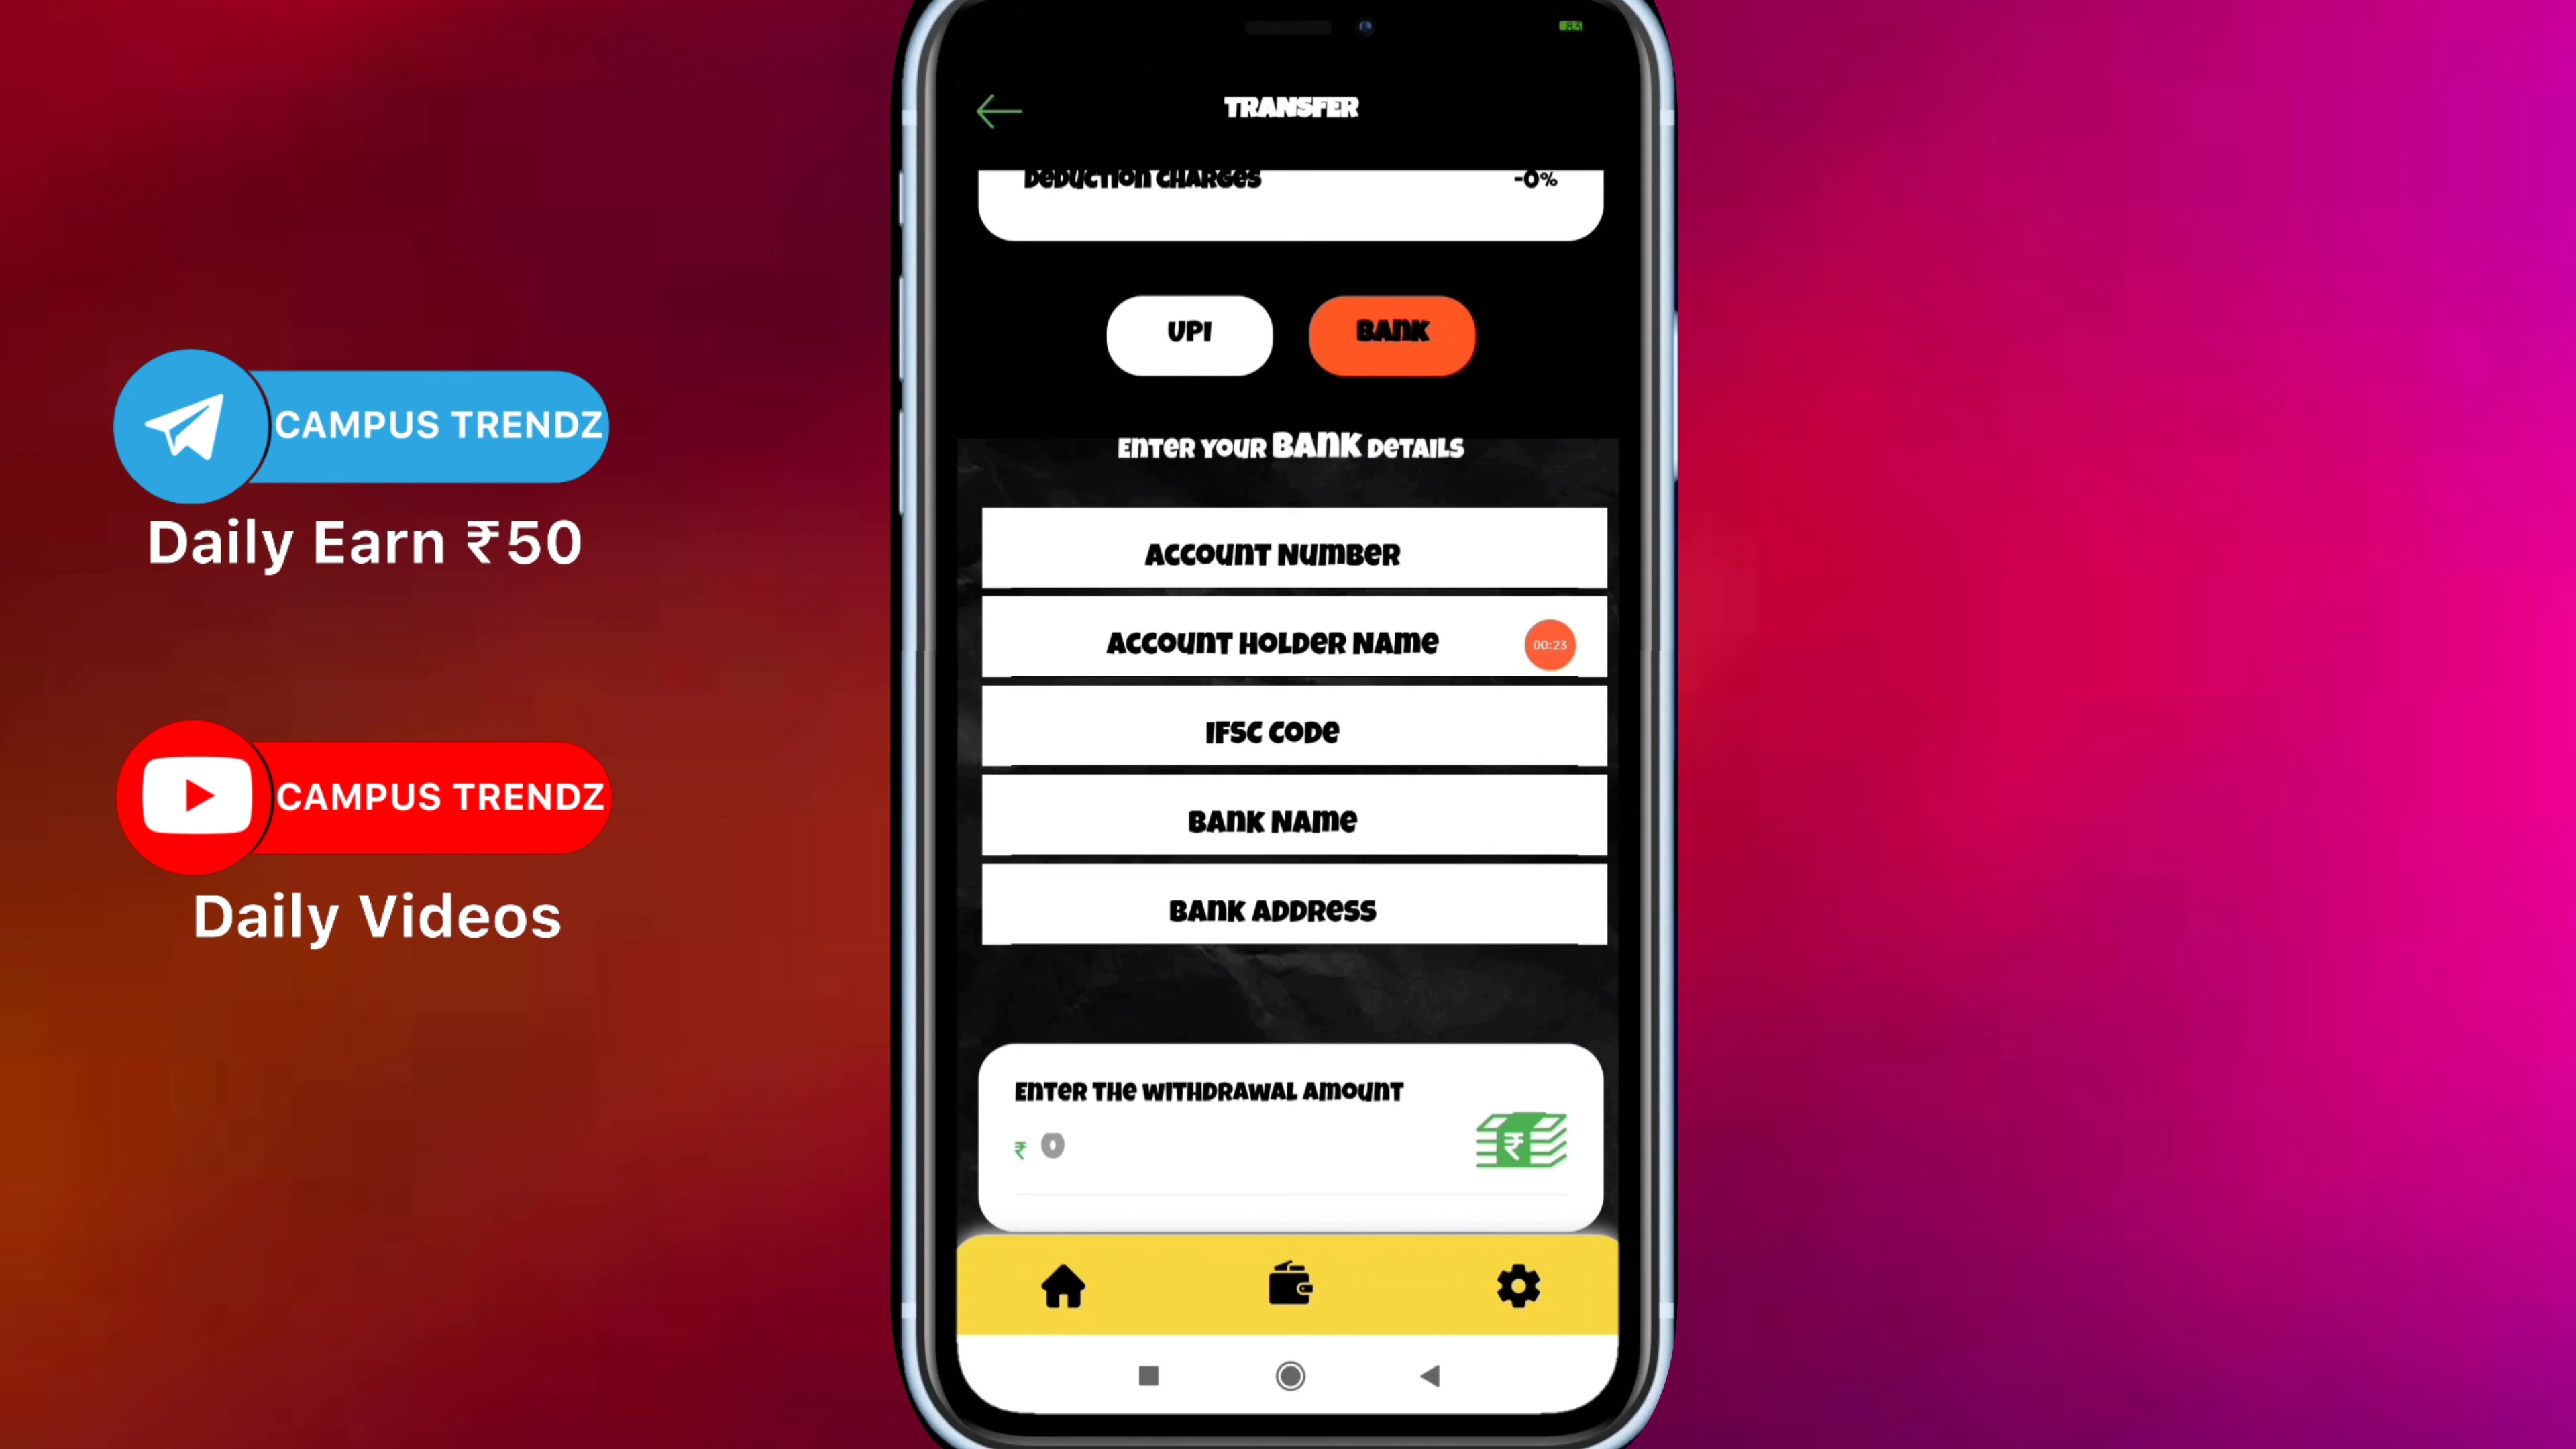 83
TRANSFER
DEDUCTION CHARGES -0%
UPI BANK
CAMPUS TRENDZ
Daily Earn ₹50
CAMPUS TRENDZ
Daily Videos
ENTER YOUR BANK DETAILS
ACCOUNT NUMBER
ACCOUNT HOLDER NAME
00:23
IFSC CODE
BANK NAME
BANK ADDRESS
ENTER THE WITHDRAWAL AMOUNT
₹ 0
₹